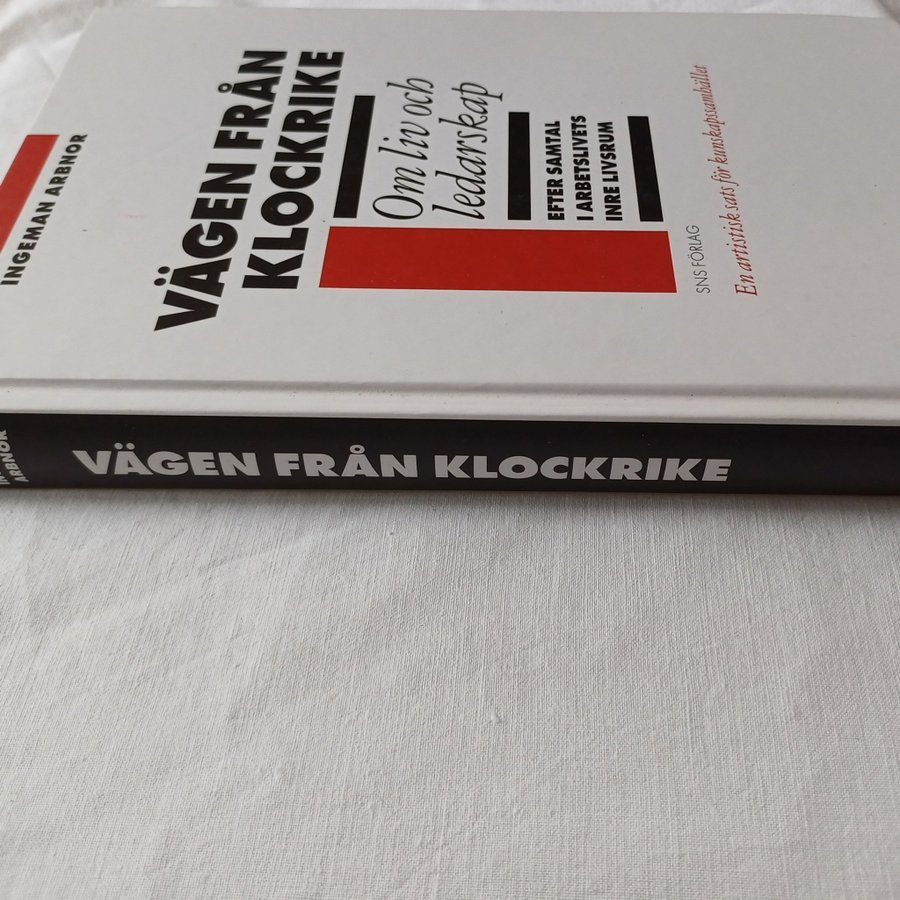 INGEMAN ARBNOR
VÄGEN FRÅN
KLOCKRIKE
Om liv och
ledarskap
EFTER SAMTAL
I ARBETSLIVETS
INRE LIVSRUM
SNS FÖRLAG
En artistisk sats för kunskapssamhället
ARBNOR
VÄGEN FRÅN KLOCKRIKE